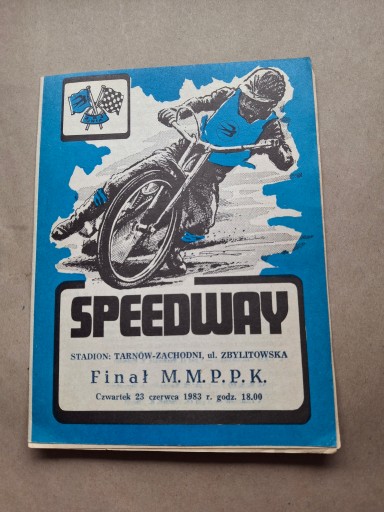 SPEEDWAY
STADION: TARNÓW-ZACHODNI, ul. ZBYLITOWSKA
Finał M.M.P.P.K.
Czwartek 23 czerwca 1983 r. godz. 18.00